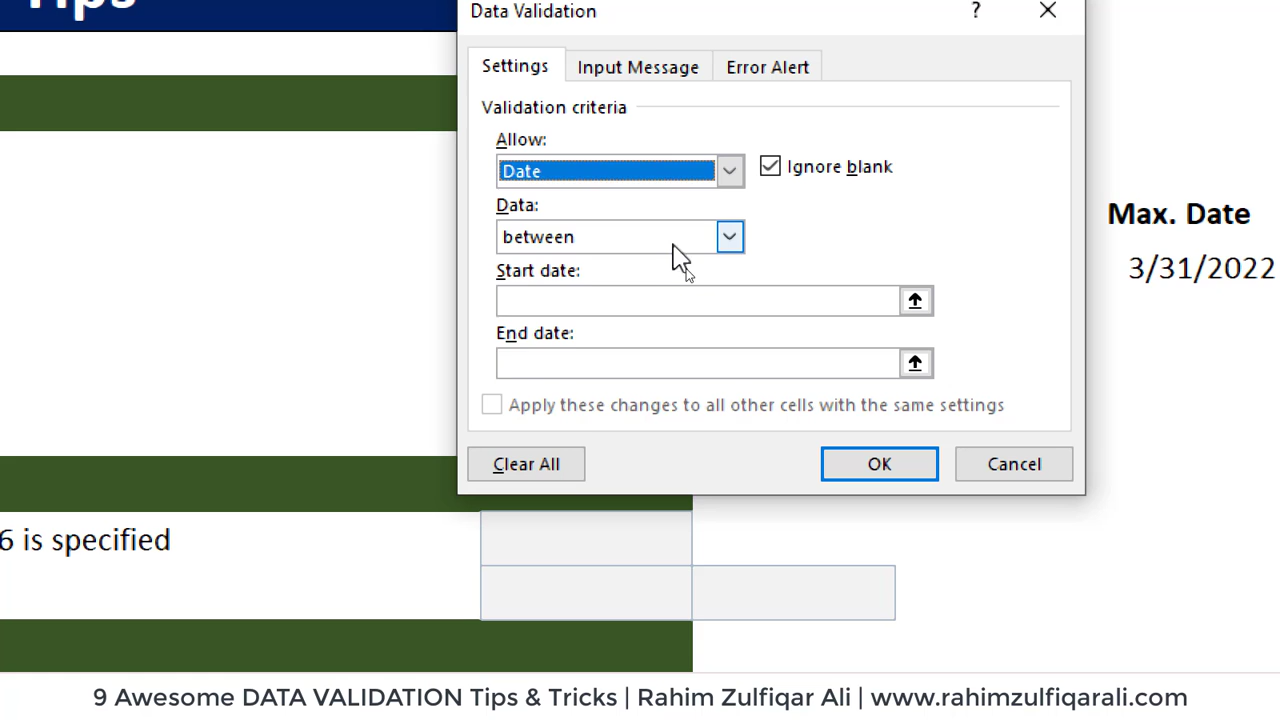 Tips
Data Validation
?
Settings
Input Message
Error Alert
Validation criteria
Allow:
Date
Ignore blank
Data:
between
Start date:
End date:
Apply these changes to all other cells with the same settings
Clear All
OK
Cancel
Max. Date
3/31/2022
6 is specified
9 Awesome DATA VALIDATION Tips & Tricks | Rahim Zulfiqar Ali | www.rahimzulfiqarali.com